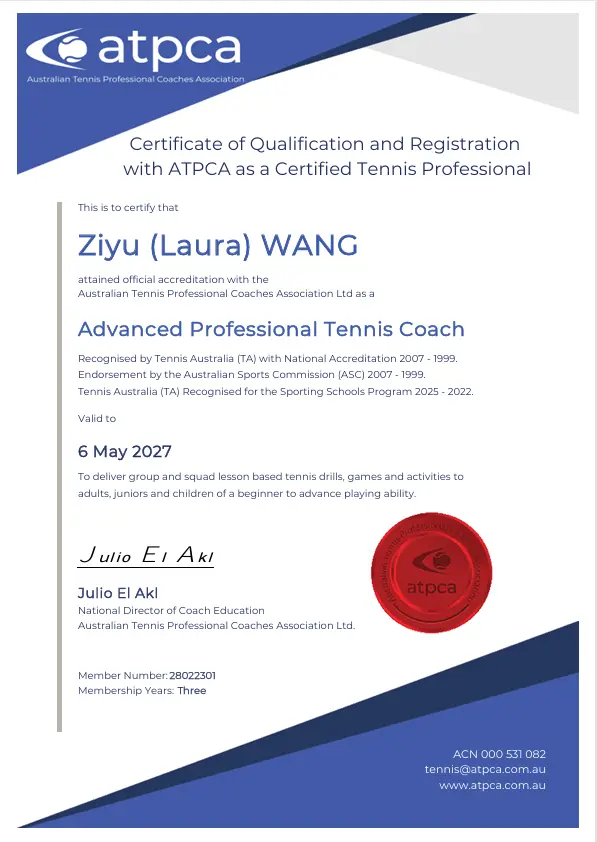 atpca
Australian Tennis Professional Coaches Association
Certificate of Qualification and Registration
with ATPCA as a Certified Tennis Professional
This is to certify that
Ziyu (Laura) WANG
attained official accreditation with the
Australian Tennis Professional Coaches Association Ltd as a
Advanced Professional Tennis Coach
Recognised by Tennis Australia (TA) with National Accreditation 2007 - 1999.
Endorsement by the Australian Sports Commission (ASC) 2007 - 1999.
Tennis Australia (TA) Recognised for the Sporting Schools Program 2025 - 2022.
Valid to
6 May 2027
To deliver group and squad lesson based tennis drills, games and activities to
adults, juniors and children of a beginner to advance playing ability.
Julio El Akl
atpca
Julio El Akl
National Director of Coach Education
Australian Tennis Professional Coaches Association Ltd.
Member Number: 28022301
Membership Years: Three
ACN 000 531 082
tennis@atpca.com.au
www.atpca.com.au